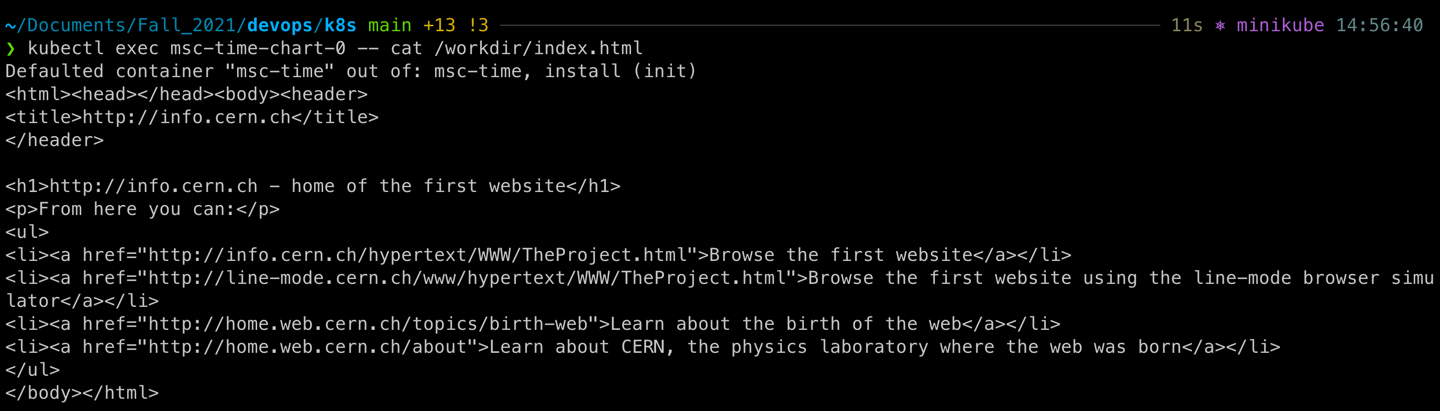 ~/Documents/Fall_2021/devops/k8s main +13 !3 11s ⎈ minikube 14:56:40
❯ kubectl exec msc-time-chart-0 -- cat /workdir/index.html
Defaulted container "msc-time" out of: msc-time, install (init)
<html><head></head><body><header>
<title>http://info.cern.ch</title>
</header>

<h1>http://info.cern.ch - home of the first website</h1>
<p>From here you can:</p>
<ul>
<li><a href="http://info.cern.ch/hypertext/WWW/TheProject.html">Browse the first website</a></li>
<li><a href="http://line-mode.cern.ch/www/hypertext/WWW/TheProject.html">Browse the first website using the line-mode browser simu
lator</a></li>
<li><a href="http://home.web.cern.ch/topics/birth-web">Learn about the birth of the web</a></li>
<li><a href="http://home.web.cern.ch/about">Learn about CERN, the physics laboratory where the web was born</a></li>
</ul>
</body></html>